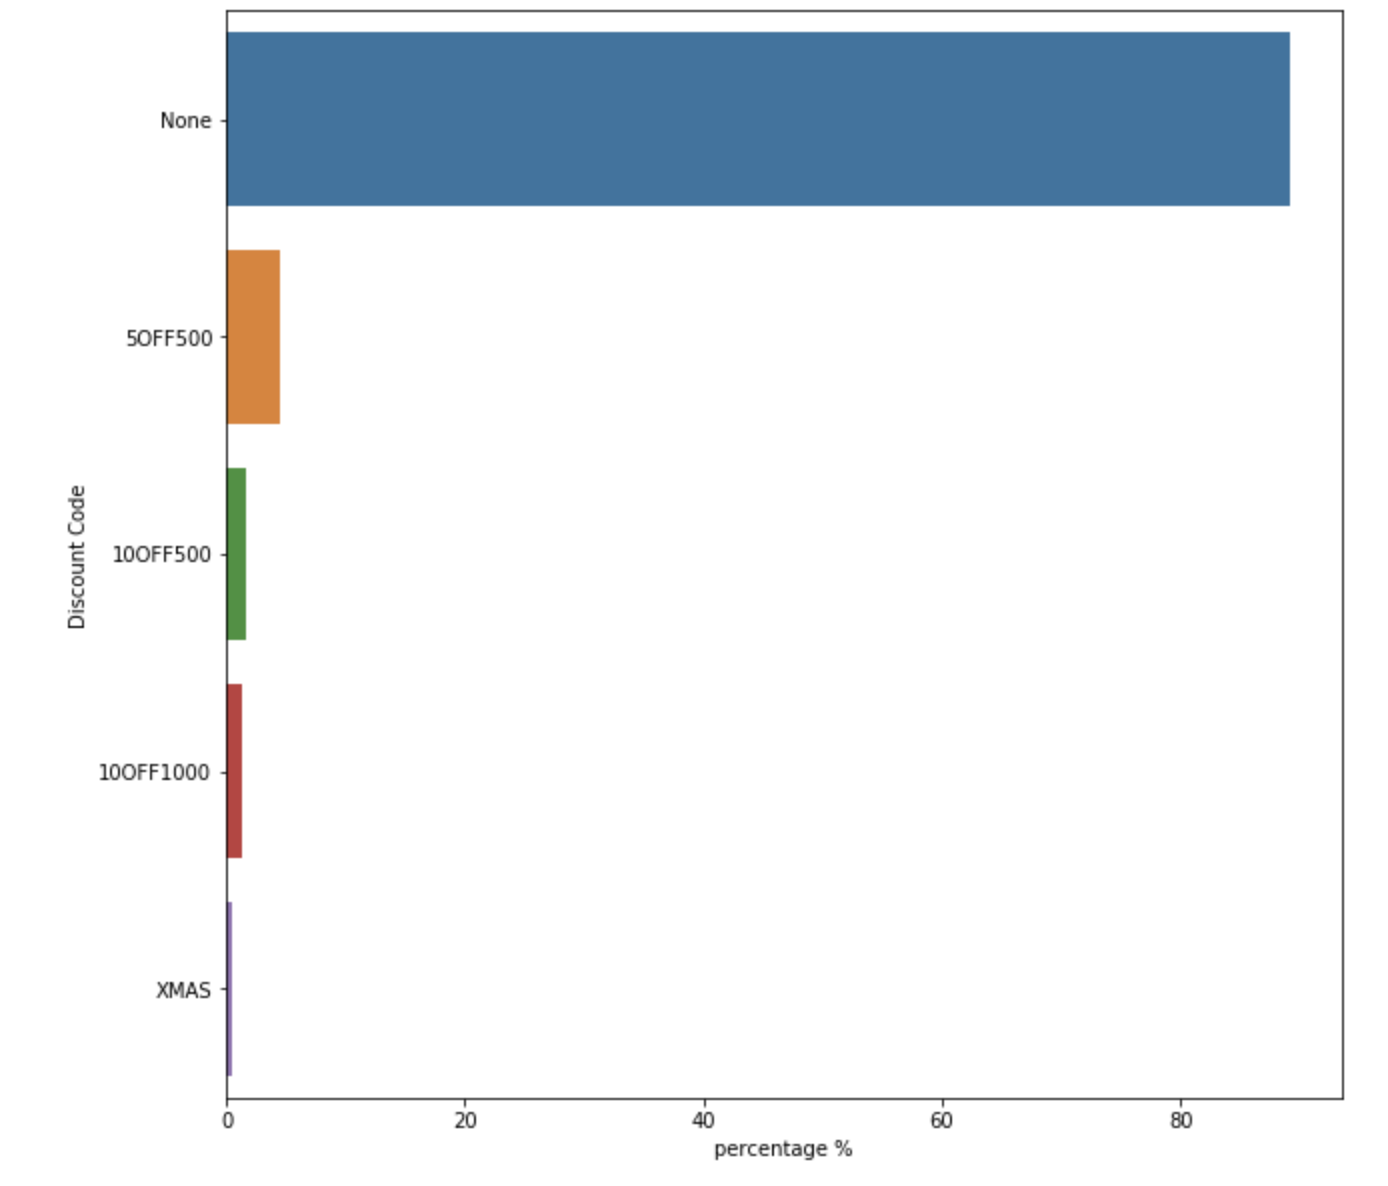 None
5OFF500
10OFF500
10OFF1000
XMAS
Discount Code
0 20 40 60 80
percentage %